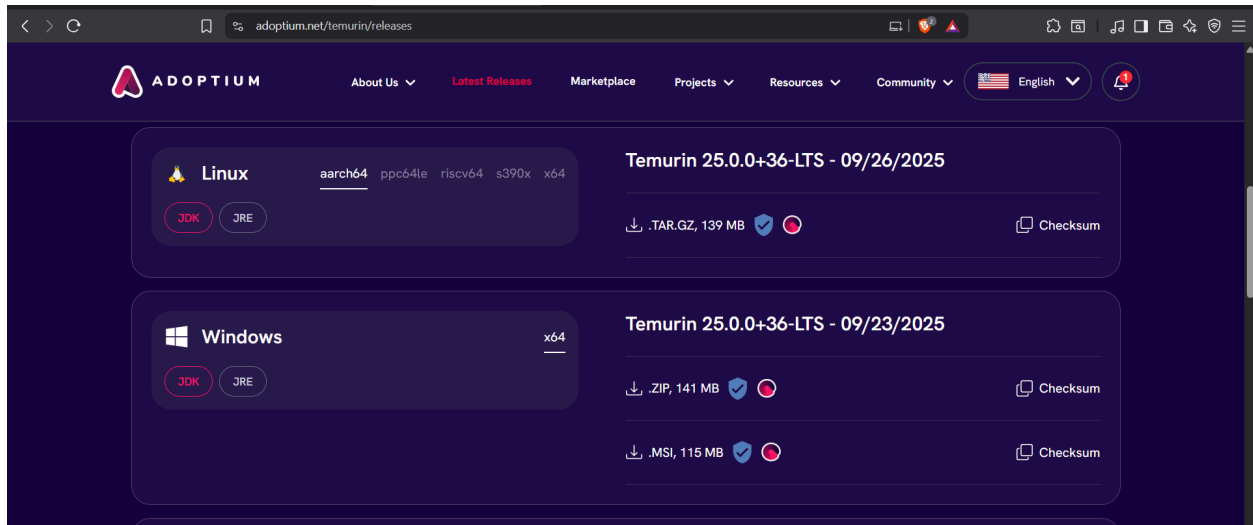 adoptium.net/temurin/releases
2
ADOPTIUM
About Us
Latest Releases
Marketplace
Projects
Resources
Community
English
1
Linux
aarch64 ppc64le riscv64 s390x x64
JDK JRE
Temurin 25.0.0+36-LTS - 09/26/2025
.TAR.GZ, 139 MB
Checksum
Windows
x64
JDK JRE
Temurin 25.0.0+36-LTS - 09/23/2025
.ZIP, 141 MB
Checksum
.MSI, 115 MB
Checksum